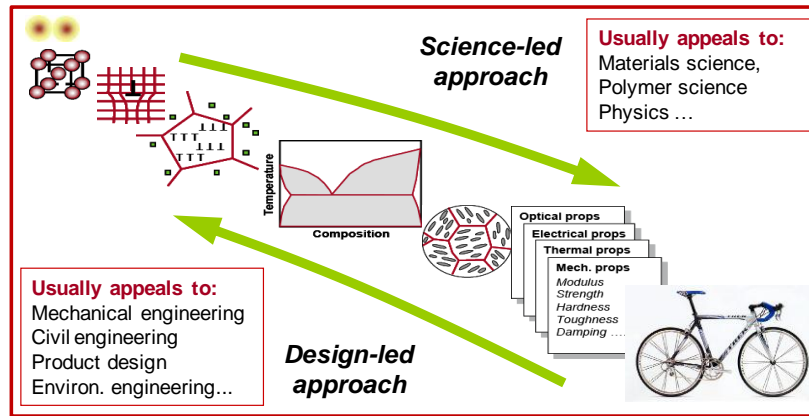 Science-led
approach
Usually appeals to:
Materials science,
Polymer science
Physics …
Temperature
Composition
Optical props
Electrical props
Thermal props
Mech. props
Modulus
Strength
Hardness
Toughness
Damping ....
Usually appeals to:
Mechanical engineering
Civil engineering
Product design
Environ. engineering...
Design-led
approach